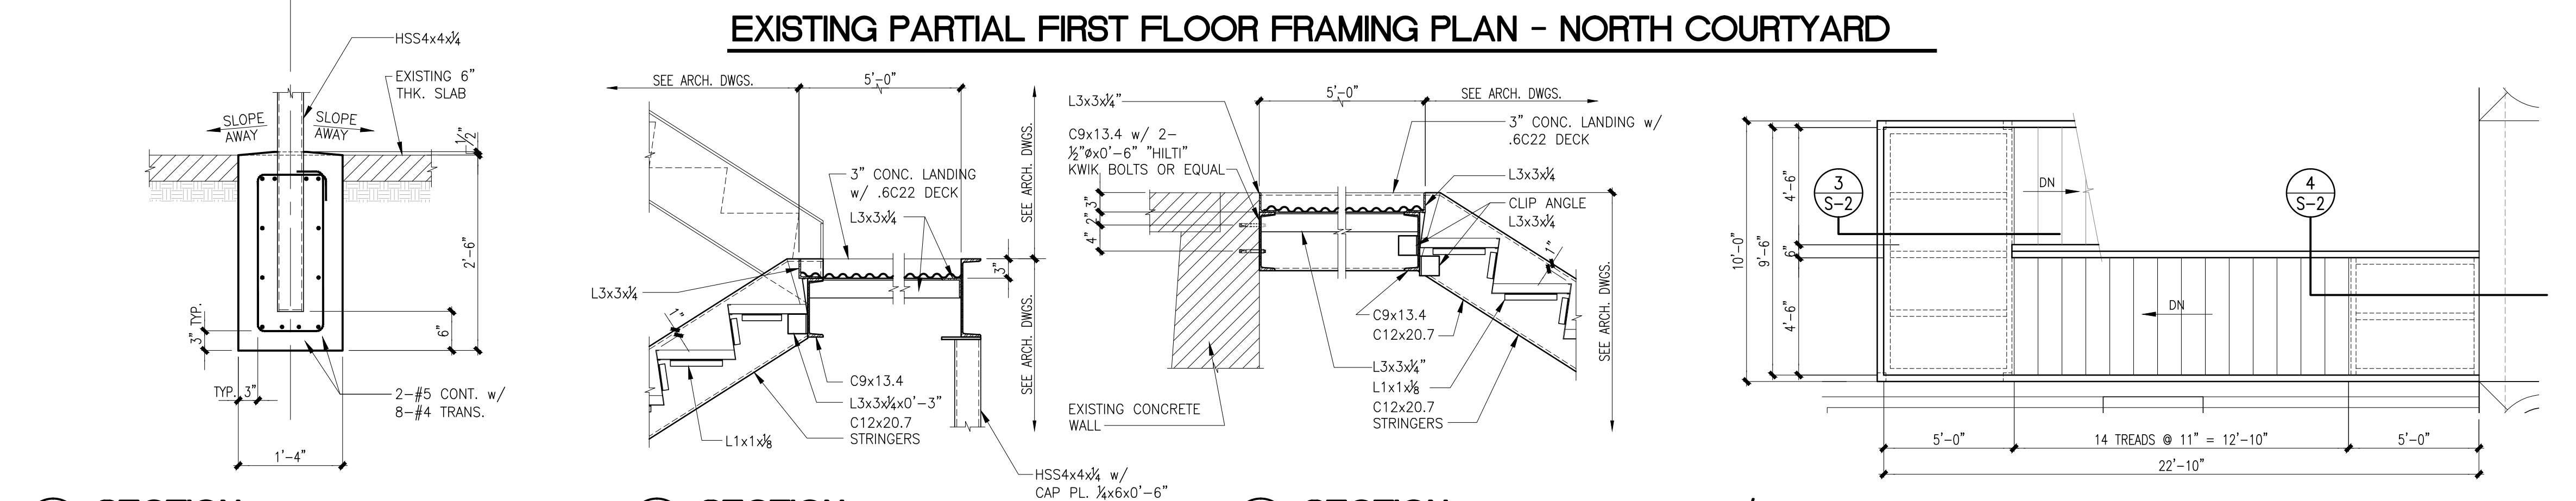 EXISTING PARTIAL FIRST FLOOR FRAMING PLAN - NORTH COURTYARD
HSS4x4x¼
EXISTING 6"
THK. SLAB
SLOPE
AWAY
SLOPE
AWAY
1/2"
2'-6"
6"
3" TYP.
TYP. 3"
1'-4"
2-#5 CONT. w/
8-#4 TRANS.
SEE ARCH. DWGS.
5'-0"
SEE ARCH. DWGS.
3" CONC. LANDING
w/ .6C22 DECK
L3x3x¼
3"
L3x3x¼
1"
SEE ARCH. DWGS.
C9x13.4
L3x3x¼x0'-3"
C12x20.7
STRINGERS
L1x1x⅛
HSS4x4x¼ w/
CAP PL. ¼x6x0'-6"
5'-0"
SEE ARCH. DWGS.
L3x3x¼"
C9x13.4 w/ 2-
½"øx0'-6" "HILTI"
KWIK BOLTS OR EQUAL
3" CONC. LANDING w/
.6C22 DECK
L3x3x¼
CLIP ANGLE
L3x3x¼
3"
2"
4"
1"
SEE ARCH. DWGS.
C9x13.4
C12x20.7
L3x3x¼"
L1x1x⅛
C12x20.7
STRINGERS
EXISTING CONCRETE
WALL
10'-0"
9'-6"
4'-6"
6"
4'-6"
3
S-2
4
S-2
DN
DN
5'-0"
14 TREADS @ 11" = 12'-10"
5'-0"
22'-10"
SECTION
SECTION
SECTION